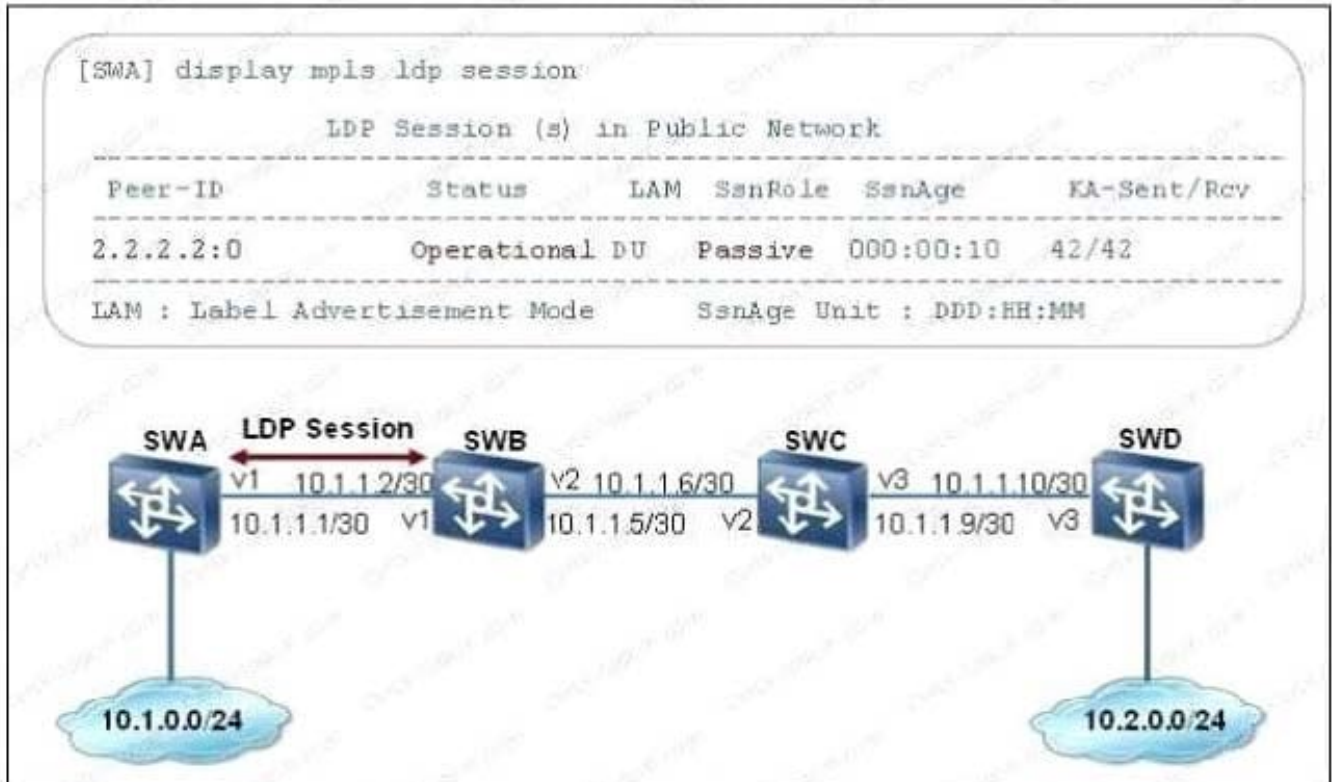 [SWA] display mpls ldp session
LDP Session (s) in Public Network
Peer-ID Status LAM SsnRole SsnAge KA-Sent/Rcv
2.2.2.2:0 Operational DU Passive 000:00:10 42/42
LAM : Label Advertisement Mode SsnAge Unit : DDD:HH:MM
SWA LDP Session SWB SWC SWD
v1 10.1.1.2/30 v2 10.1.1.6/30 v3 10.1.1.10/30
10.1.1.1/30 v1 10.1.1.5/30 v2 10.1.1.9/30 v3
10.1.0.0/24 10.2.0.0/24